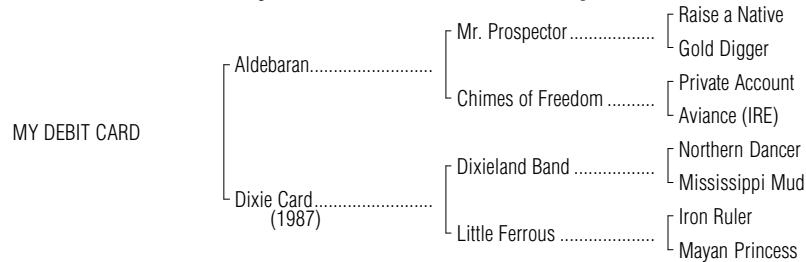 Raise a Native
Mr. Prospector...................
Gold Digger
Aldebaran..........................
Private Account
Chimes of Freedom ..........
Aviance (IRE)
MY DEBIT CARD
Northern Dancer
Dixieland Band .................
Mississippi Mud
Dixie Card.........................
(1987)
Iron Ruler
Little Ferrous ....................
Mayan Princess